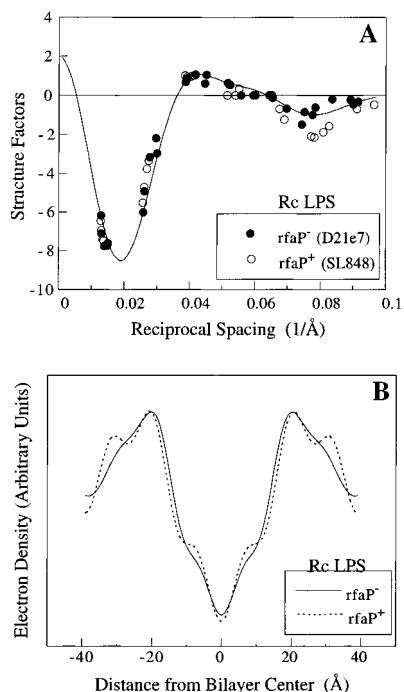 A
4
2
0
-2
-4
-6
-8
-10
Structure Factors
Rc LPS
rfaP⁻ (D21e7)
rfaP⁺ (SL848)
0 0.02 0.04 0.06 0.08 0.1
Reciprocal Spacing (1/Å)
B
Electron Density (Arbitrary Units)
Rc LPS
rfaP⁻
rfaP⁺
-40 -20 0 20 40
Distance from Bilayer Center (Å)